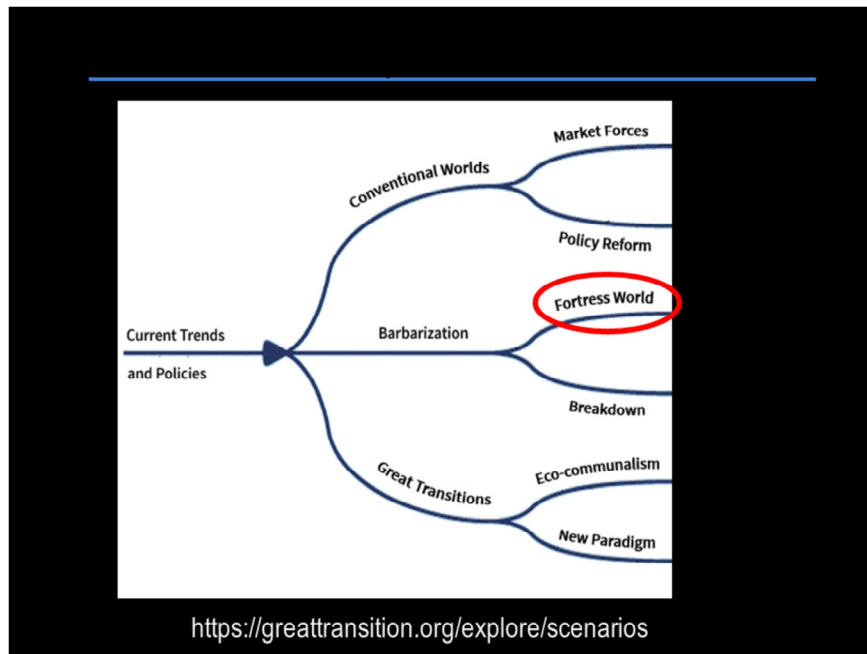 Market Forces
Conventional Worlds
Policy Reform
Fortress World
Current Trends
and Policies
Barbarization
Breakdown
Great Transitions
Eco-communalism
New Paradigm
https://greattransition.org/explore/scenarios